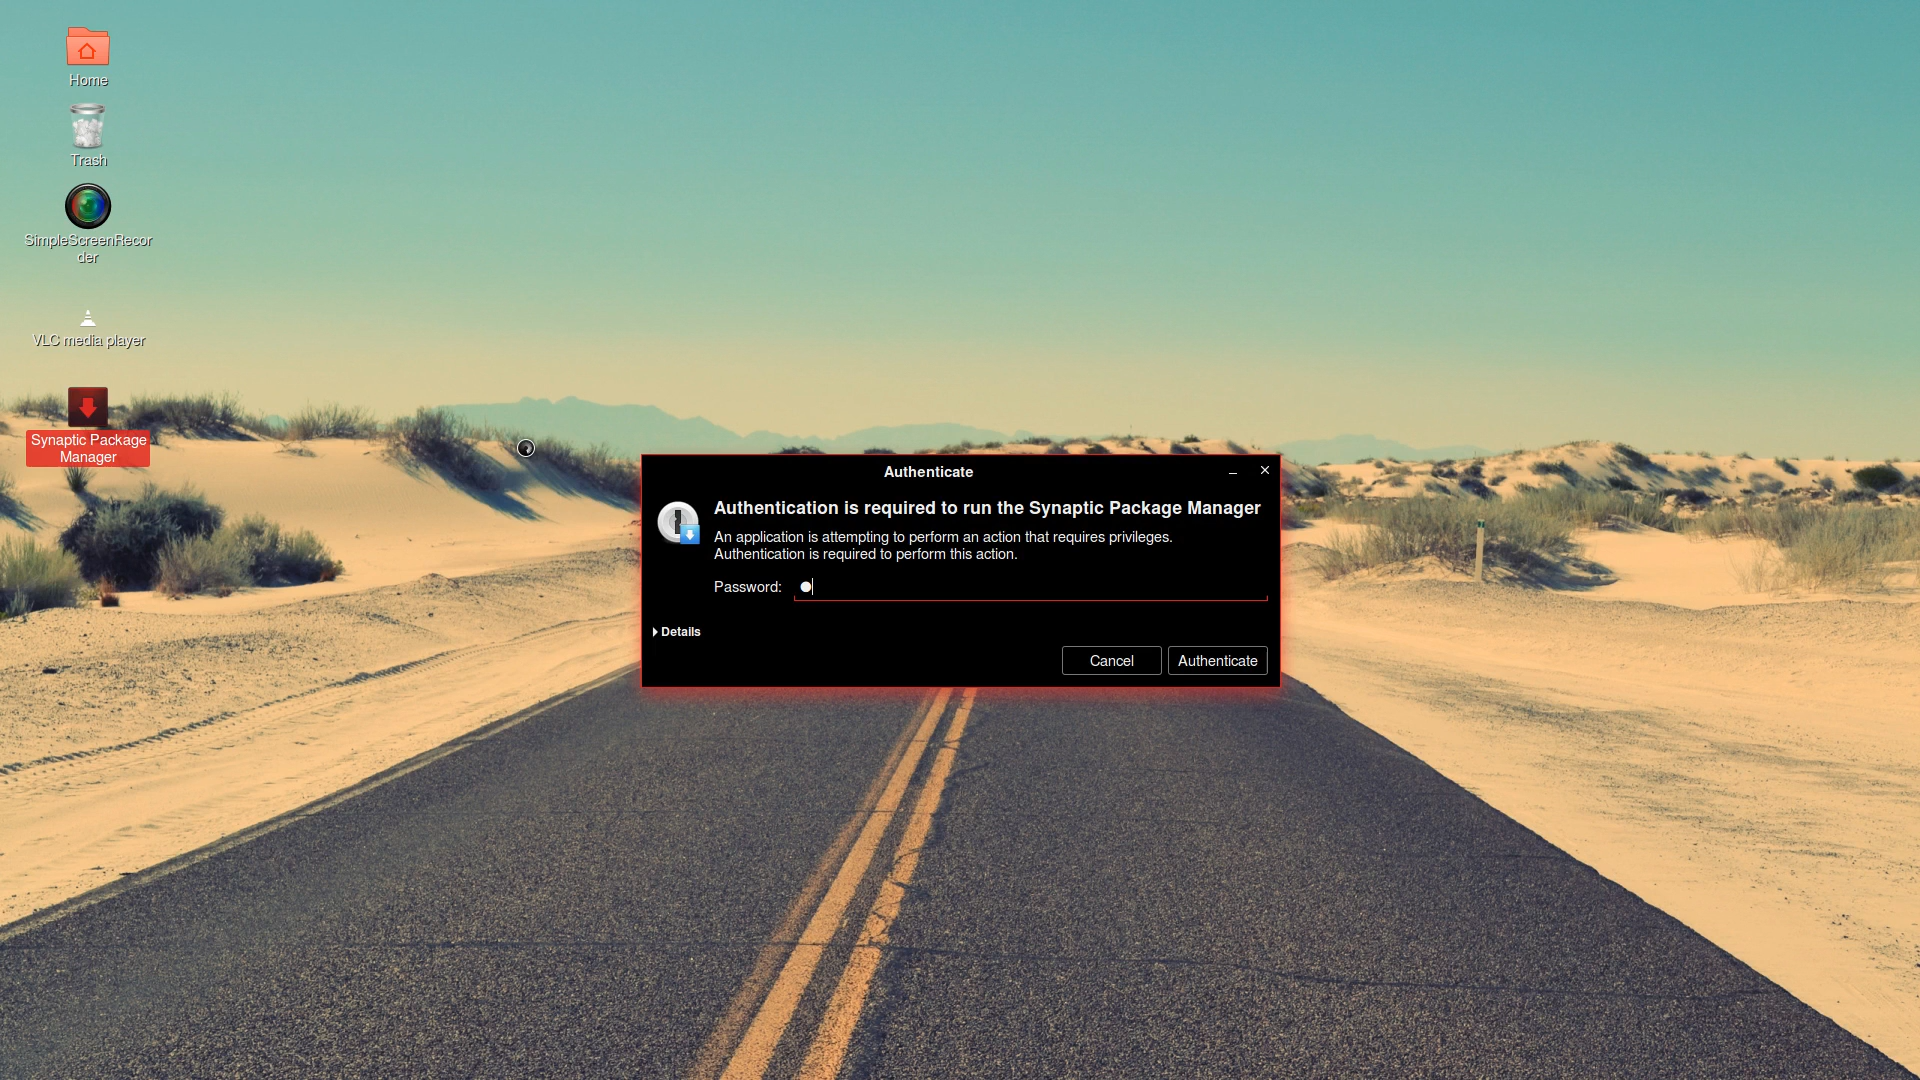 Home
Trash
SimpleScreenRecor
der
VLC media player
Synaptic Package
Manager
Authenticate
Authentication is required to run the Synaptic Package Manager
An application is attempting to perform an action that requires privileges.
Authentication is required to perform this action.
Password:
Details
Cancel
Authenticate